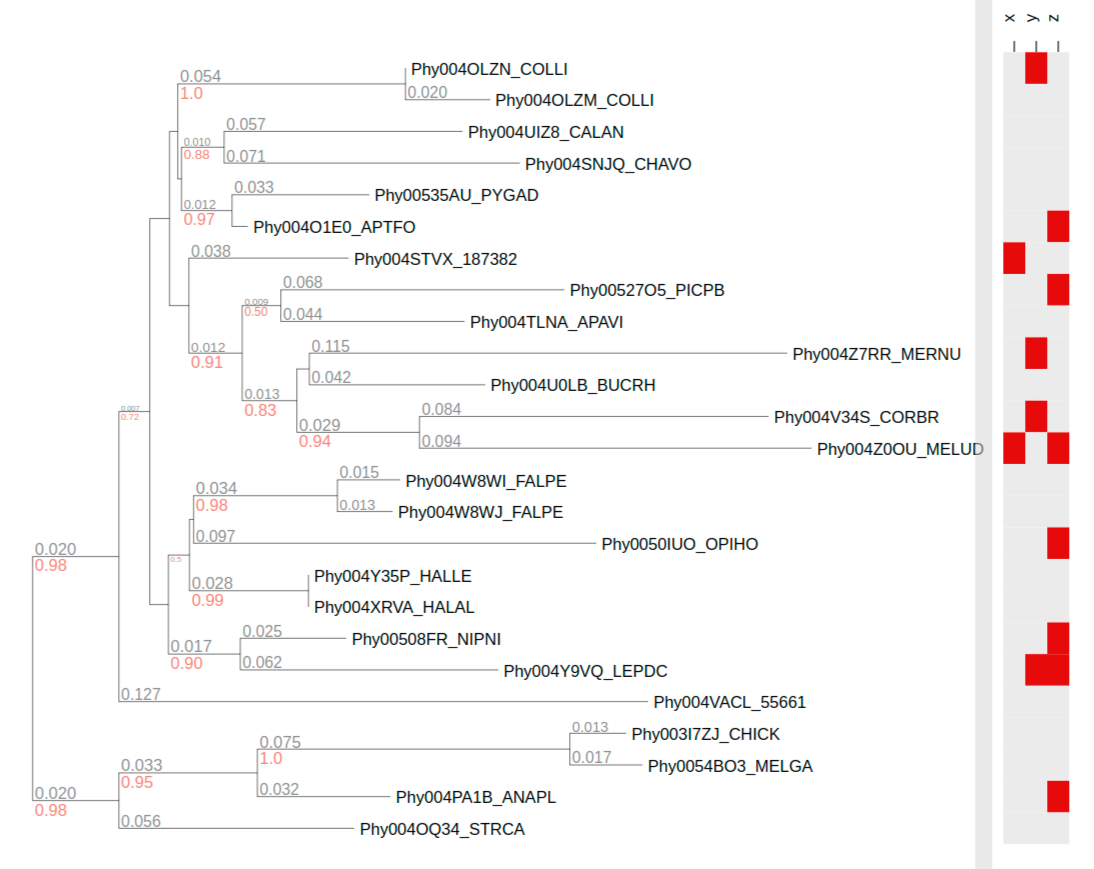 x y z
Phy004OLZN_COLLI
0.054
1.0
0.020
Phy004OLZM_COLLI
0.057
Phy004UIZ8_CALAN
0.010
0.88
0.071
Phy004SNJQ_CHAVO
0.033
Phy00535AU_PYGAD
0.012
0.97
Phy004O1E0_APTFO
0.038
Phy004STVX_187382
0.068
Phy00527O5_PICPB
0.009
0.50
0.044
Phy004TLNA_APAVI
0.012
0.91
0.115
Phy004Z7RR_MERNU
0.042
Phy004U0LB_BUCRH
0.013
0.83
0.084
Phy004V34S_CORBR
0.007
0.72
0.029
0.94
0.094
Phy004Z0OU_MELUD
0.015
Phy004W8WI_FALPE
0.034
0.98
0.013
Phy004W8WJ_FALPE
0.097
Phy0050IUO_OPIHO
0.020
0.98
0.5
0.028
0.99
Phy004Y35P_HALLE
Phy004XRVA_HALAL
0.025
Phy00508FR_NIPNI
0.017
0.90
0.062
Phy004Y9VQ_LEPDC
0.127
Phy004VACL_55661
0.013
Phy003I7ZJ_CHICK
0.075
1.0
0.017
Phy0054BO3_MELGA
0.033
0.95
0.032
Phy004PA1B_ANAPL
0.020
0.98
0.056
Phy004OQ34_STRCA